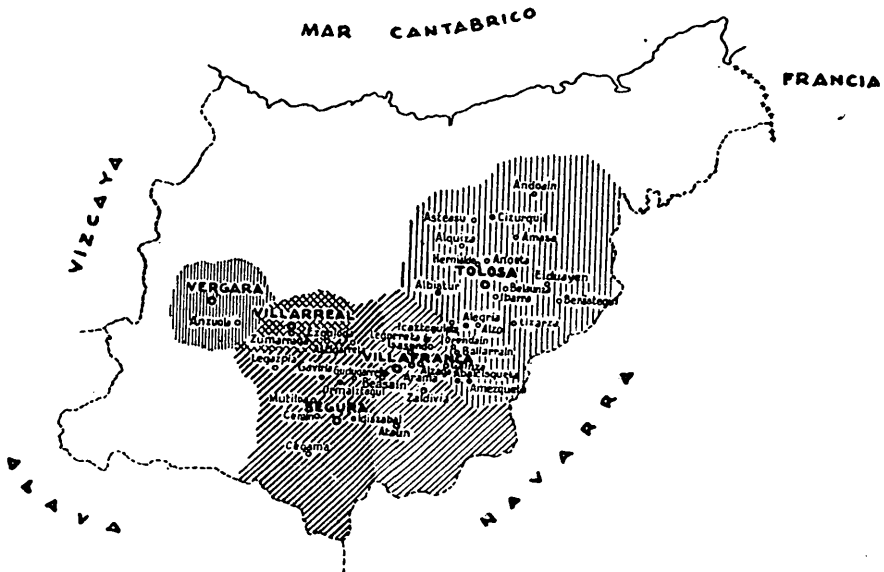 MAR CANTABRICO
FRANCIA
VIZCAYA
Andoain
Asteasu
Cizurquil
Alquiza
Amasa
Hernialde
Anoeta
TOLOSA
Elduayen
VERGARA
Albiztur
Belaunza
Ibarra
Berastegui
VILLARREAL
Anzuola
Ezquioga
Icazteguieta
Alegria
Alzo
Lizarza
Zumarraga
Orendain
Legazpia
VILLAFRANCA
Baliarrain
Gaviria
Alzaga
Abalcisqueta
Arama
Beasain
Amezqueta
Ormaiztegui
Zaldivia
Mutiloa
SEGURA
Cerain
Idiazabal
Ataun
Cegama
ALAVA
NAVARRA